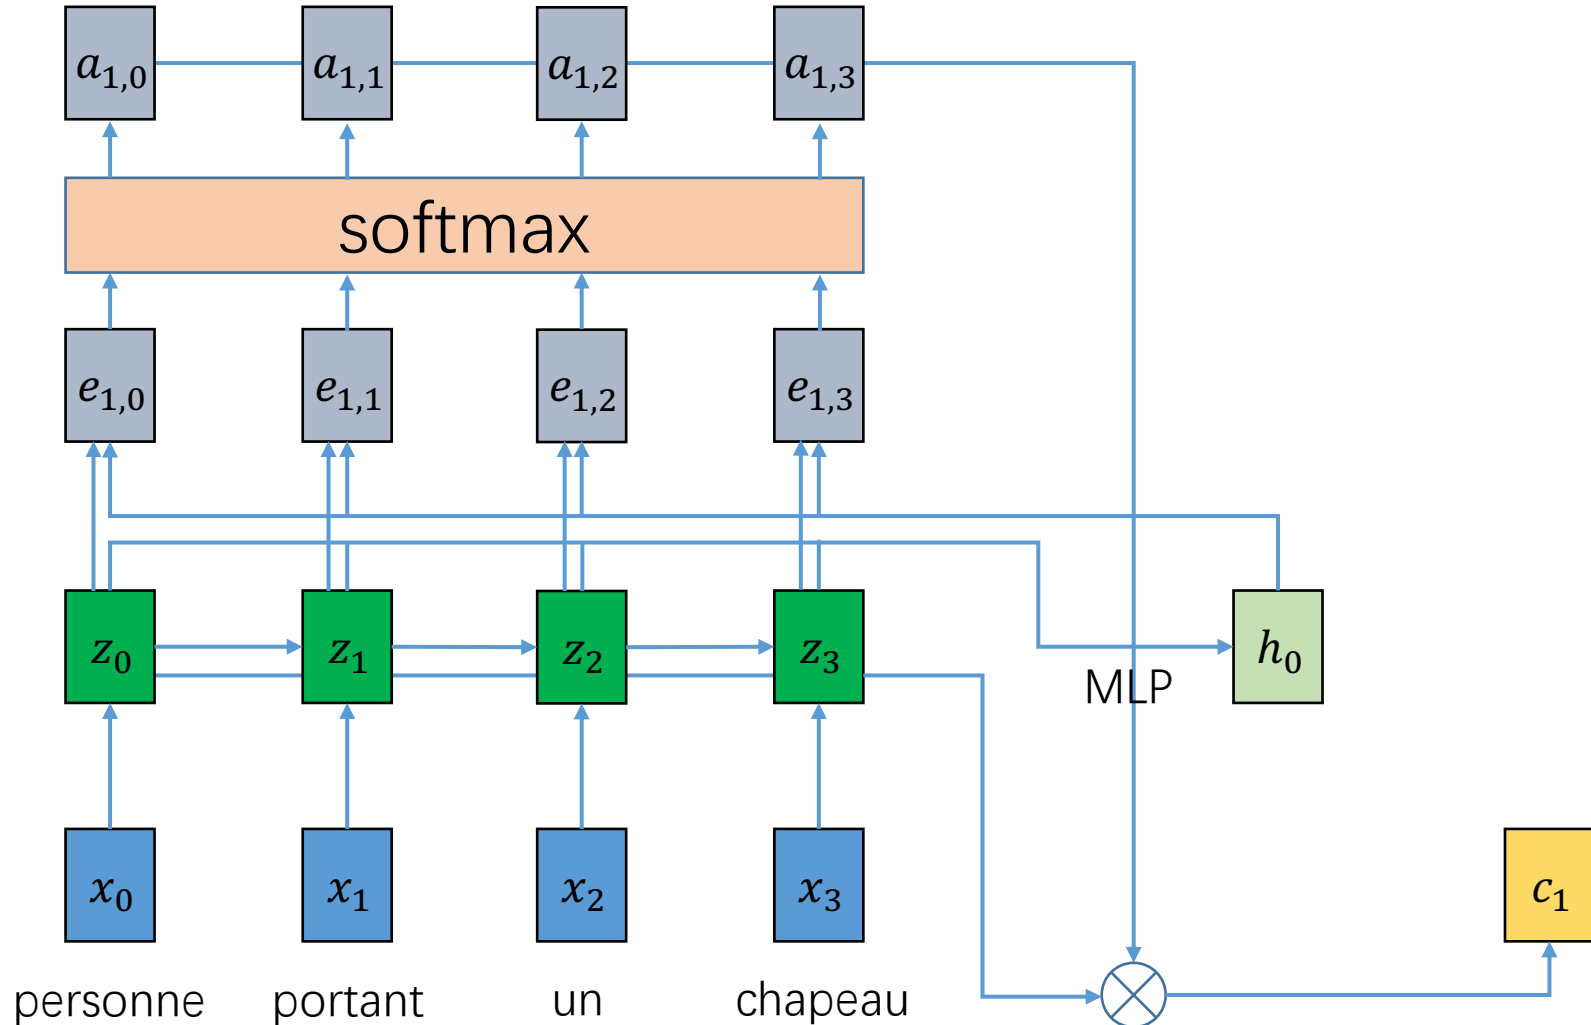 a₁,₀ a₁,₁ a₁,₂ a₁,₃
softmax
e₁,₀ e₁,₁ e₁,₂ e₁,₃
z₀ z₁ z₂ z₃ h₀
MLP
x₀ x₁ x₂ x₃ c₁
personne portant un chapeau